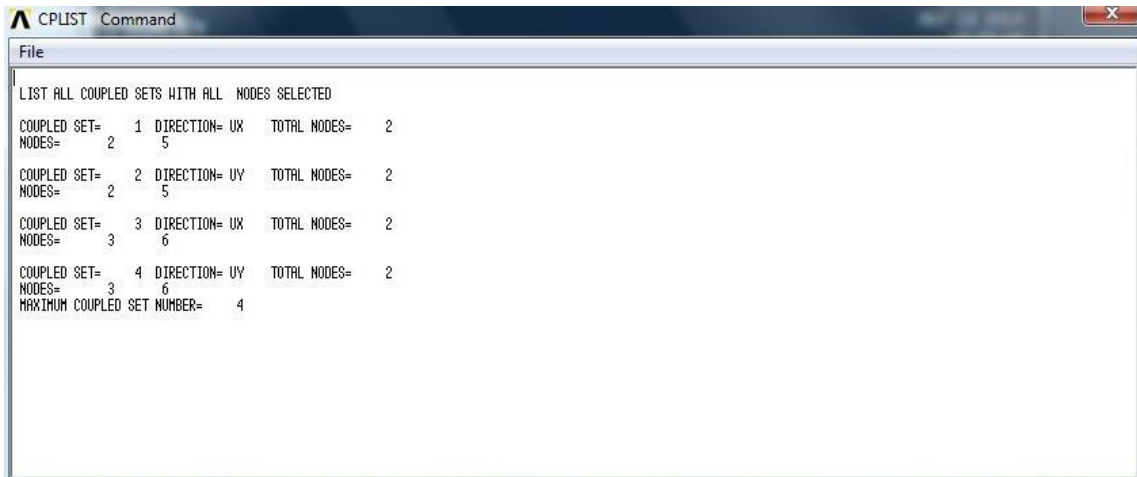 CPLIST Command
File
LIST ALL COUPLED SETS WITH ALL NODES SELECTED
COUPLED SET= 1 DIRECTION= UX TOTAL NODES= 2
NODES= 2 5
COUPLED SET= 2 DIRECTION= UY TOTAL NODES= 2
NODES= 2 5
COUPLED SET= 3 DIRECTION= UX TOTAL NODES= 2
NODES= 3 6
COUPLED SET= 4 DIRECTION= UY TOTAL NODES= 2
NODES= 3 6
MAXIMUM COUPLED SET NUMBER= 4